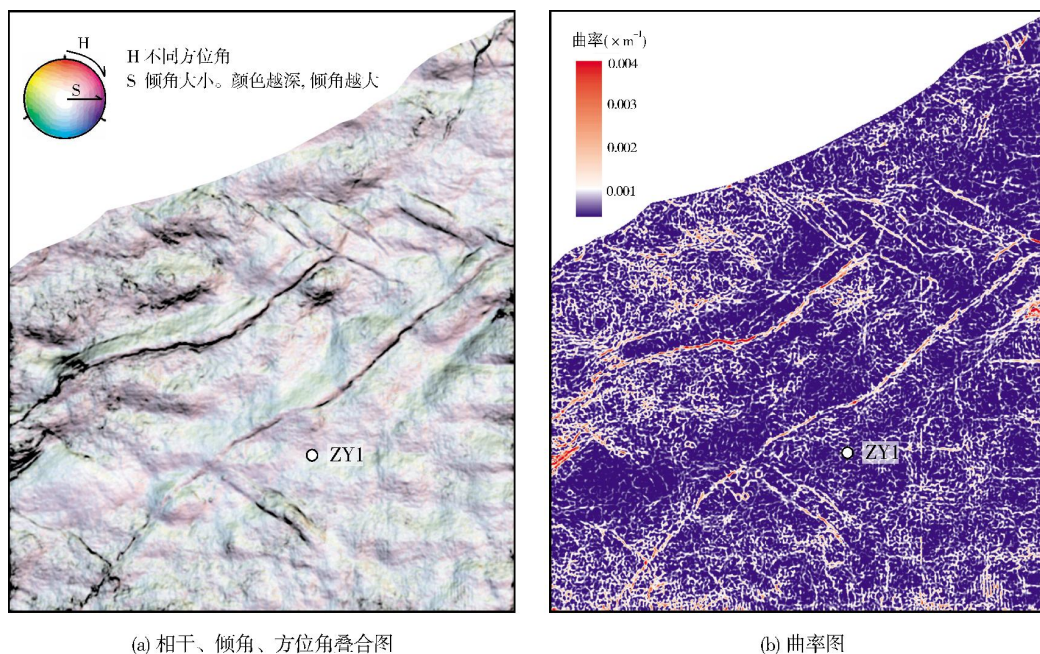 H
S
H 不同方位角
S 倾角大小。颜色越深,倾角越大
ZY1
(a) 相干、倾角、方位角叠合图
曲率(×m⁻¹)
0.004
0.003
0.002
0.001
ZY1
(b) 曲率图